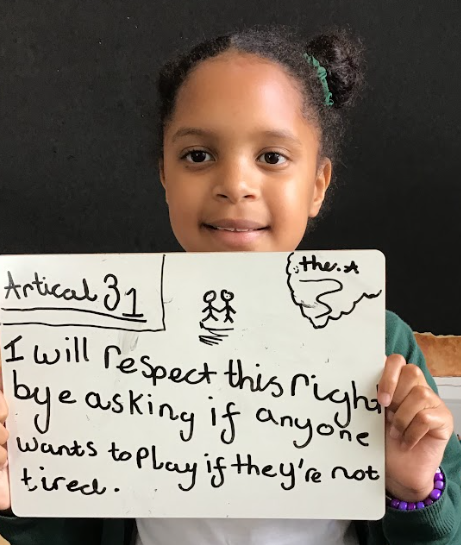 Artical 31
the.
I will respect this right
bye asking if anyone
wants to play if they're not
tired.